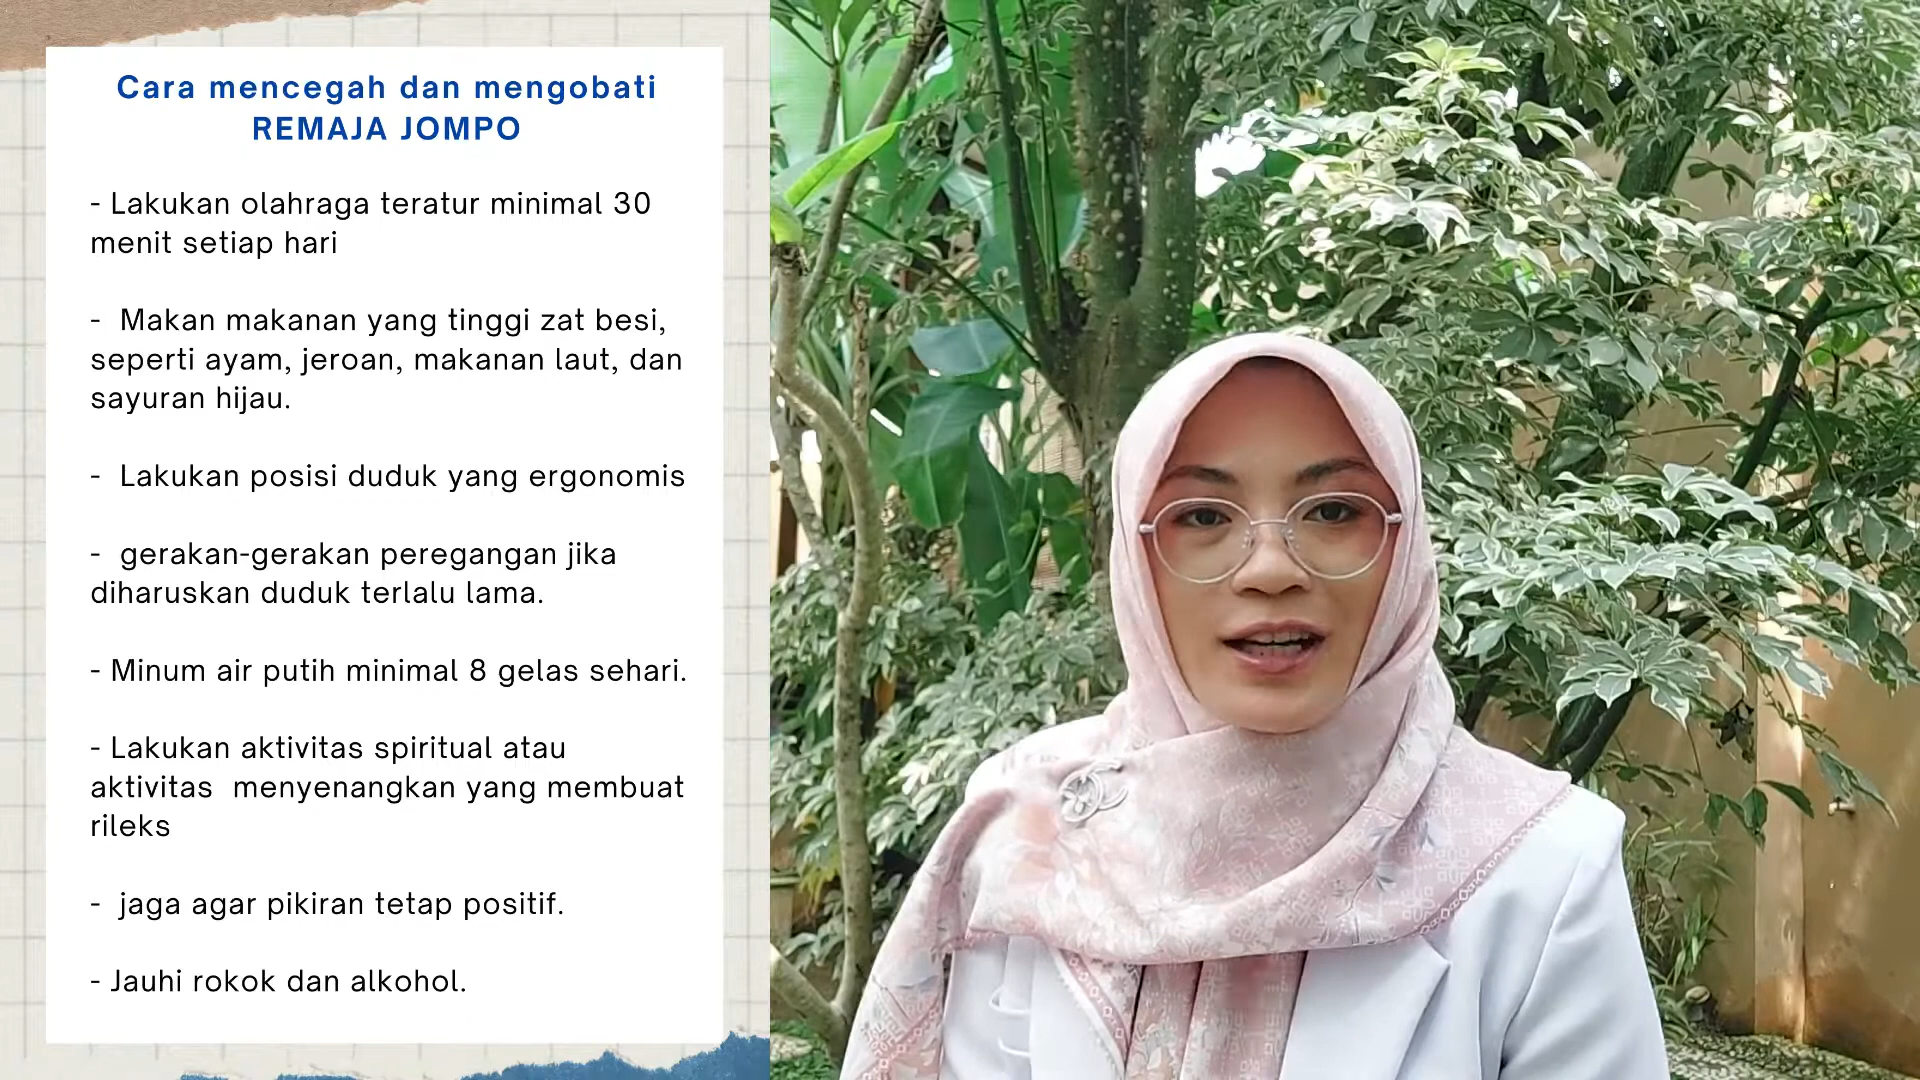 Cara mencegah dan mengobati
REMAJA JOMPO
- Lakukan olahraga teratur minimal 30
menit setiap hari
- Makan makanan yang tinggi zat besi,
seperti ayam, jeroan, makanan laut, dan
sayuran hijau.
- Lakukan posisi duduk yang ergonomis
- gerakan-gerakan peregangan jika
diharuskan duduk terlalu lama.
- Minum air putih minimal 8 gelas sehari.
- Lakukan aktivitas spiritual atau
aktivitas menyenangkan yang membuat
rileks
- jaga agar pikiran tetap positif.
- Jauhi rokok dan alkohol.